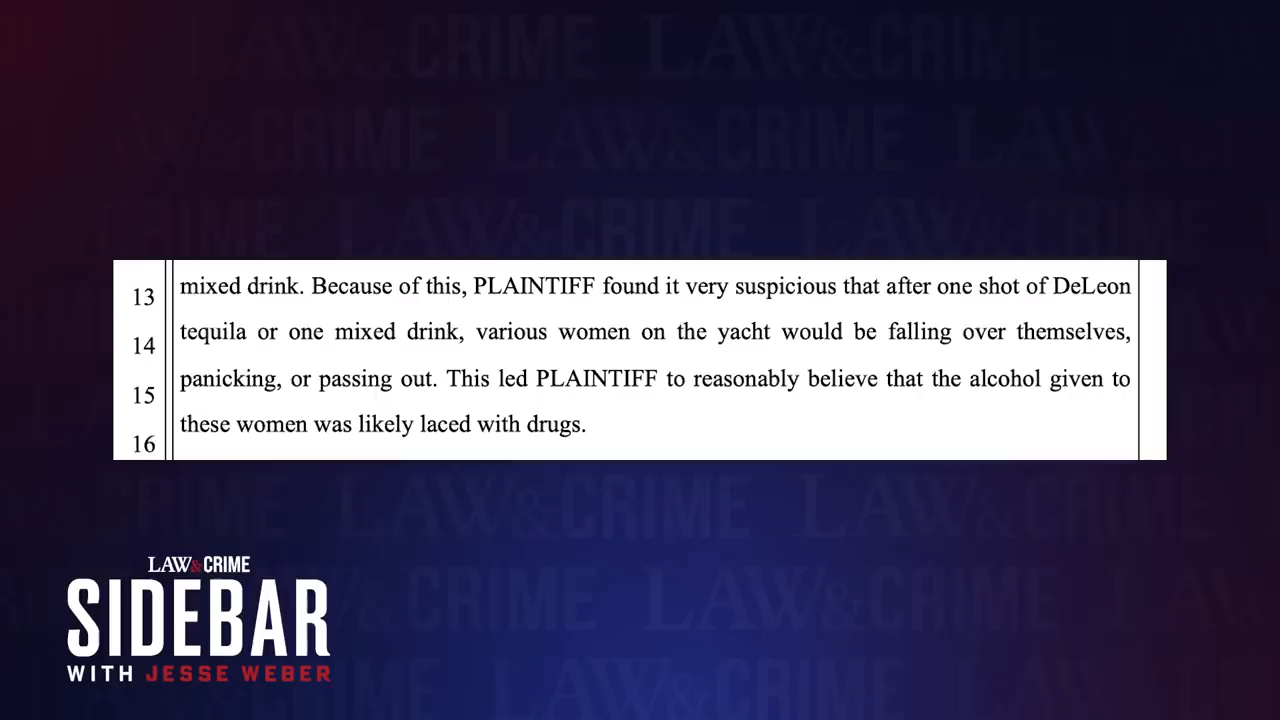 13 mixed drink. Because of this, PLAINTIFF found it very suspicious that after one shot of DeLeon
14 tequila or one mixed drink, various women on the yacht would be falling over themselves,
15 panicking, or passing out. This led PLAINTIFF to reasonably believe that the alcohol given to
16 these women was likely laced with drugs.
LAW&CRIME
SIDEBAR
WITH JESSE WEBER